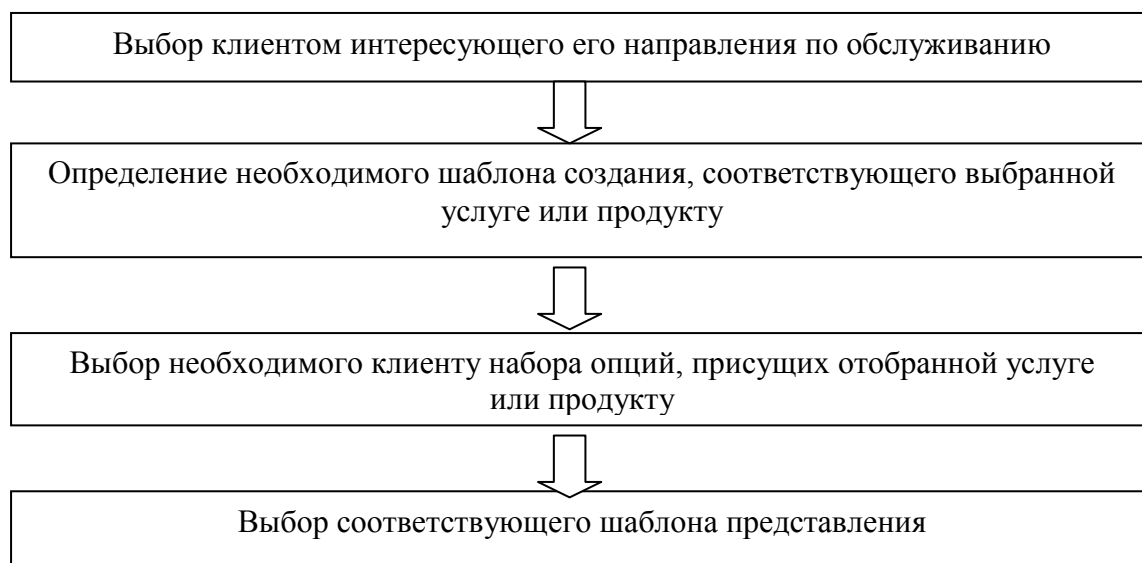 Выбор клиентом интересующего его направления по обслуживанию
Определение необходимого шаблона создания, соответствующего выбранной
услуге или продукту
Выбор необходимого клиенту набора опций, присущих отобранной услуге
или продукту
Выбор соответствующего шаблона представления